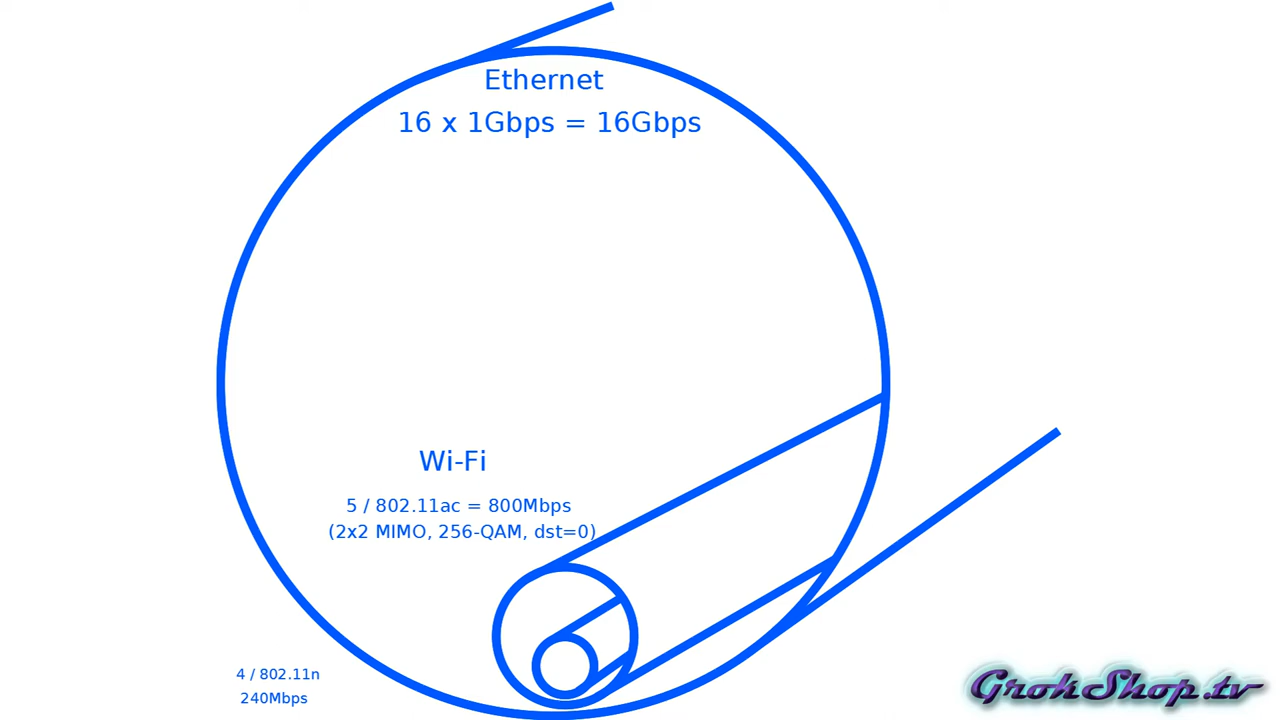 Ethernet
16 x 1Gbps = 16Gbps
Wi-Fi
5 / 802.11ac = 800Mbps
(2x2 MIMO, 256-QAM, dst=0)
4 / 802.11n
240Mbps
GrokShop.tv